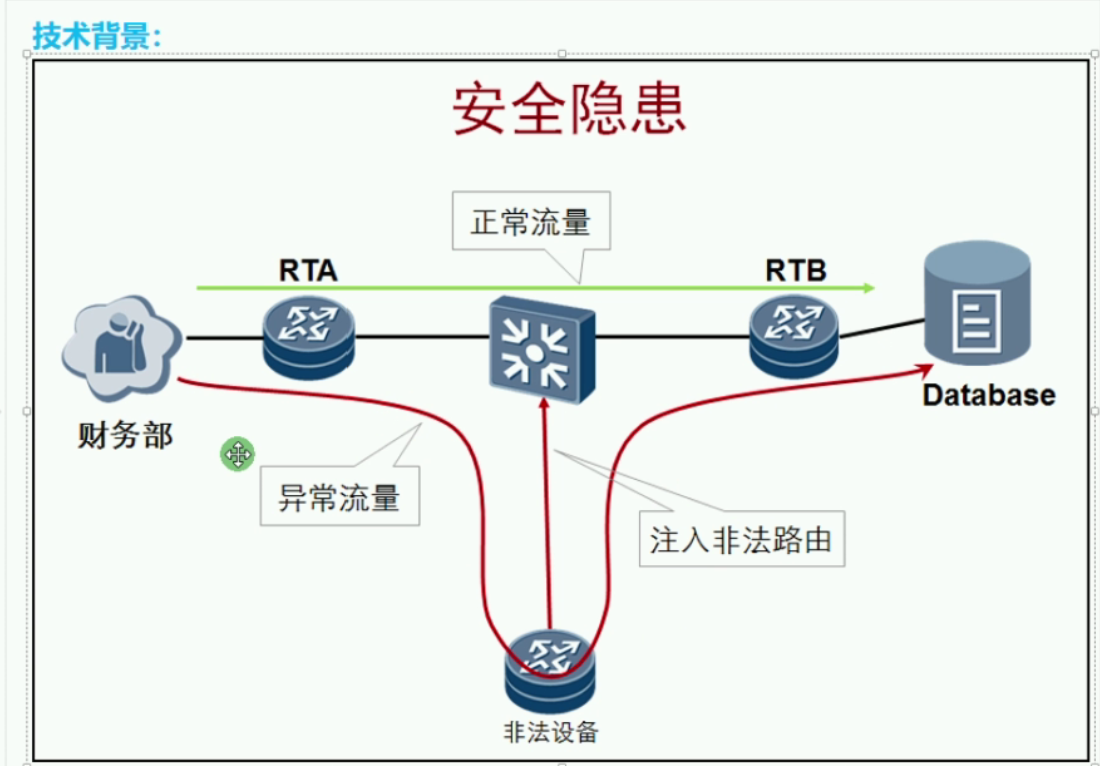 技术背景：
安全隐患
正常流量
RTA
RTB
Database
财务部
异常流量
注入非法路由
非法设备